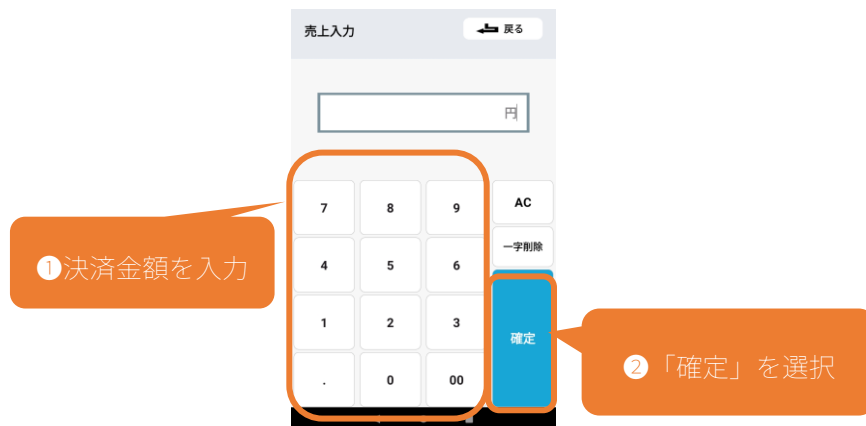 売上入力
戻る
円
7 8 9 AC
一字削除
4 5 6
1 2 3
確定
. 0 00
❶決済金額を入力
❷「確定」を選択